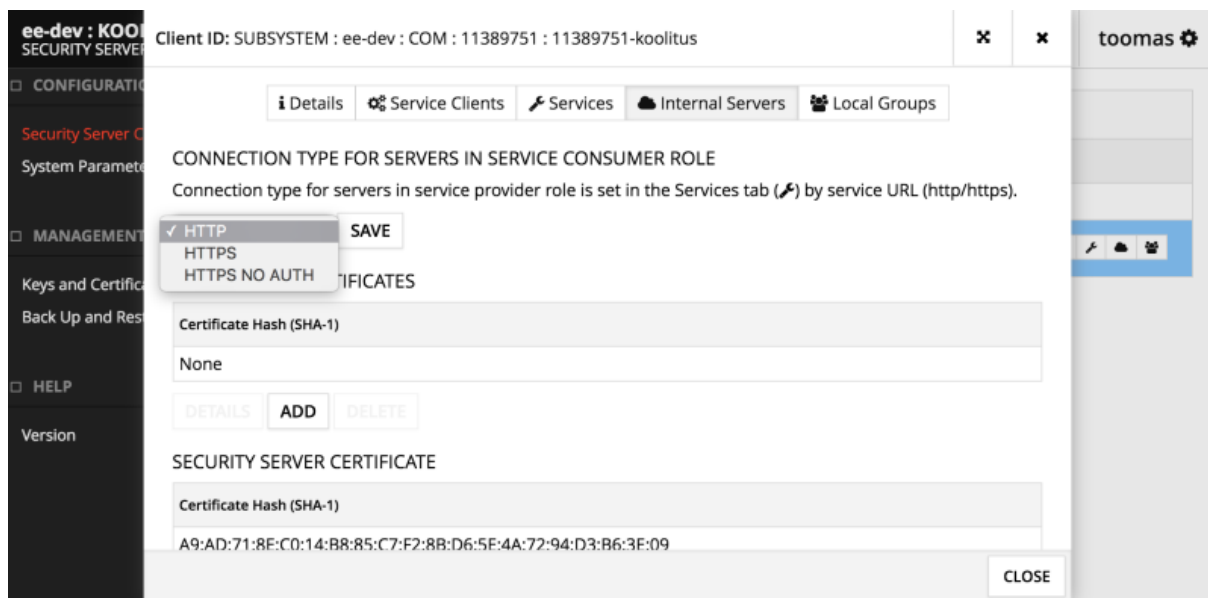 ee-dev : KOOI
SECURITY SERVER
CONFIGURATIO
Security Server C
System Paramete
MANAGEMENT
Keys and Certifica
Back Up and Rest
HELP
Version
Client ID: SUBSYSTEM : ee-dev : COM : 11389751 : 11389751-koolitus
toomas
Details Service Clients Services Internal Servers Local Groups
CONNECTION TYPE FOR SERVERS IN SERVICE CONSUMER ROLE
Connection type for servers in service provider role is set in the Services tab () by service URL (http/https).
✓ HTTP
HTTPS
HTTPS NO AUTH
SAVE
TIFICATES
Certificate Hash (SHA-1)
None
DETAILS ADD DELETE
SECURITY SERVER CERTIFICATE
Certificate Hash (SHA-1)
A9:AD:71:8E:C0:14:B8:85:C7:F2:8B:D6:5E:4A:72:94:D3:B6:3E:09
CLOSE